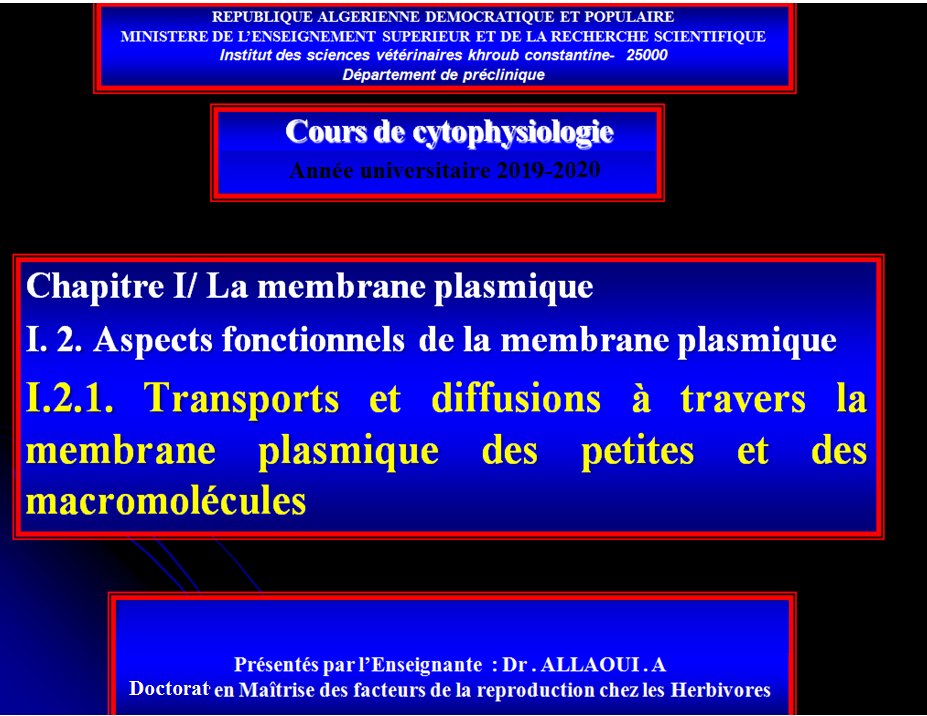 REPUBLIQUE ALGERIENNE DEMOCRATIQUE ET POPULAIRE
MINISTERE DE L'ENSEIGNEMENT SUPERIEUR ET DE LA RECHERCHE SCIENTIFIQUE
Institut des sciences vétérinaires khroub constantine- 25000
Département de préclinique
Cours de cytophysiologie
Année universitaire 2019-2020
Chapitre I/ La membrane plasmique
I. 2. Aspects fonctionnels de la membrane plasmique
I.2.1. Transports et diffusions à travers la
membrane plasmique des petites et des
macromolécules
Présentés par l'Enseignante : Dr . ALLAOUI . A
Doctorat en Maîtrise des facteurs de la reproduction chez les Herbivores